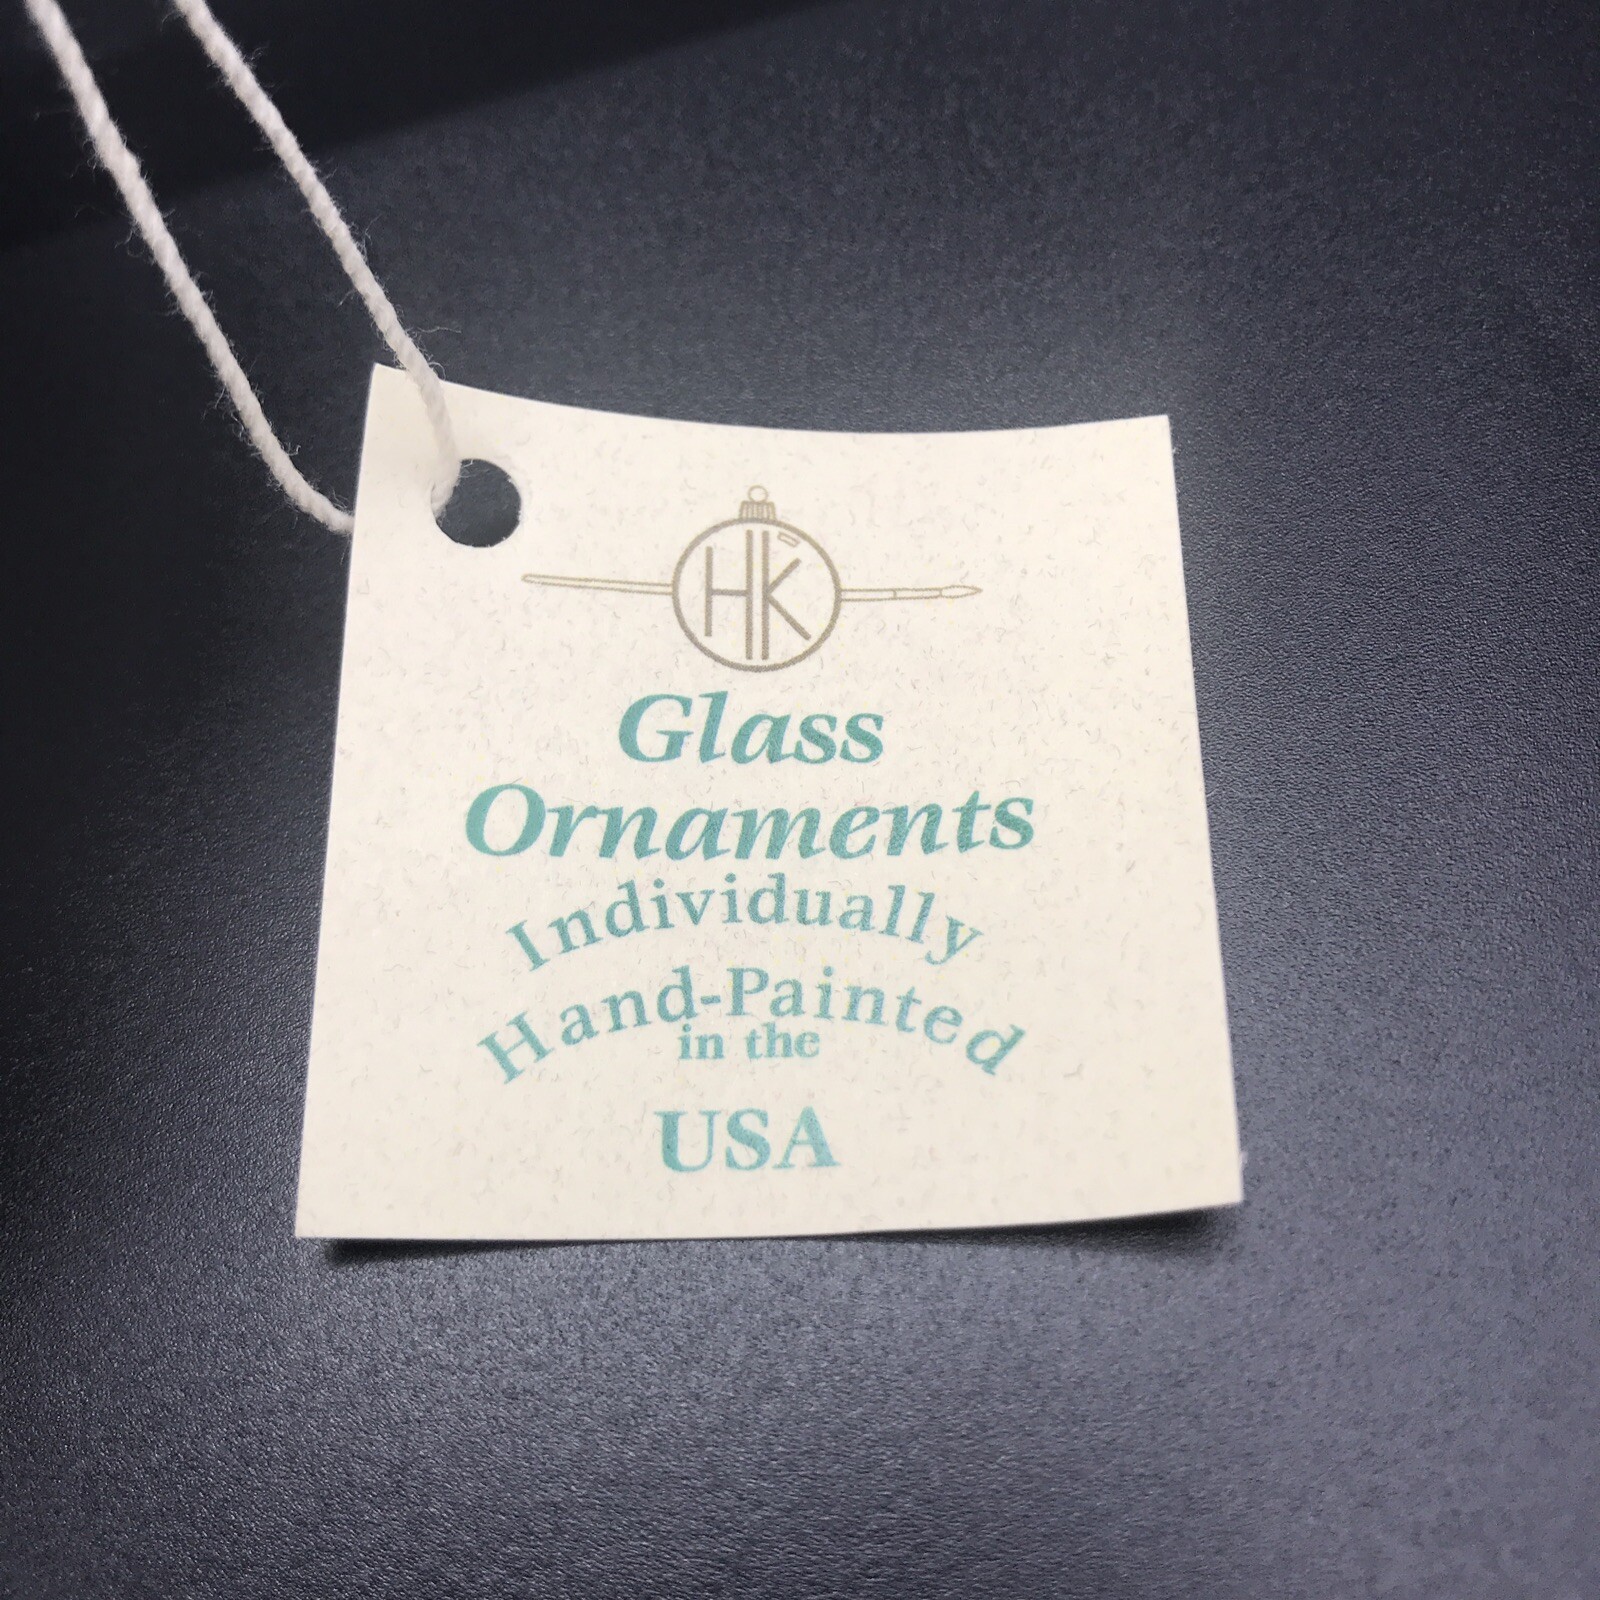 HK
Glass
Ornaments
Individually
Hand-Painted
in the
USA